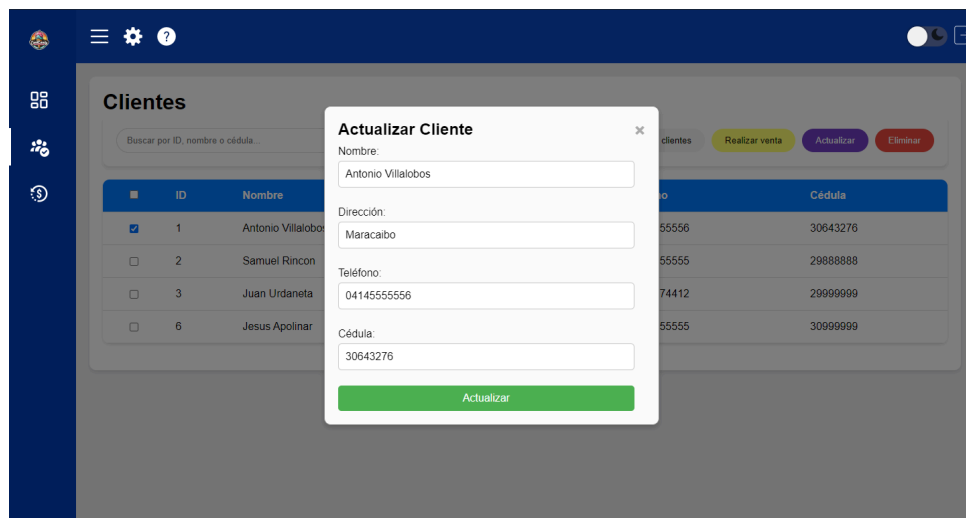 Clientes
Buscar por ID, nombre o cédula...
clientes Realizar venta Actualizar Eliminar
ID Nombre Cédula
1 Antonio Villalobos 55556 30643276
2 Samuel Rincon 55555 29888888
3 Juan Urdaneta 74412 29999999
6 Jesus Apolinar 55555 30999999
Actualizar Cliente ×
Nombre:
Antonio Villalobos
Dirección:
Maracaibo
Teléfono:
04145555556
Cédula:
30643276
Actualizar